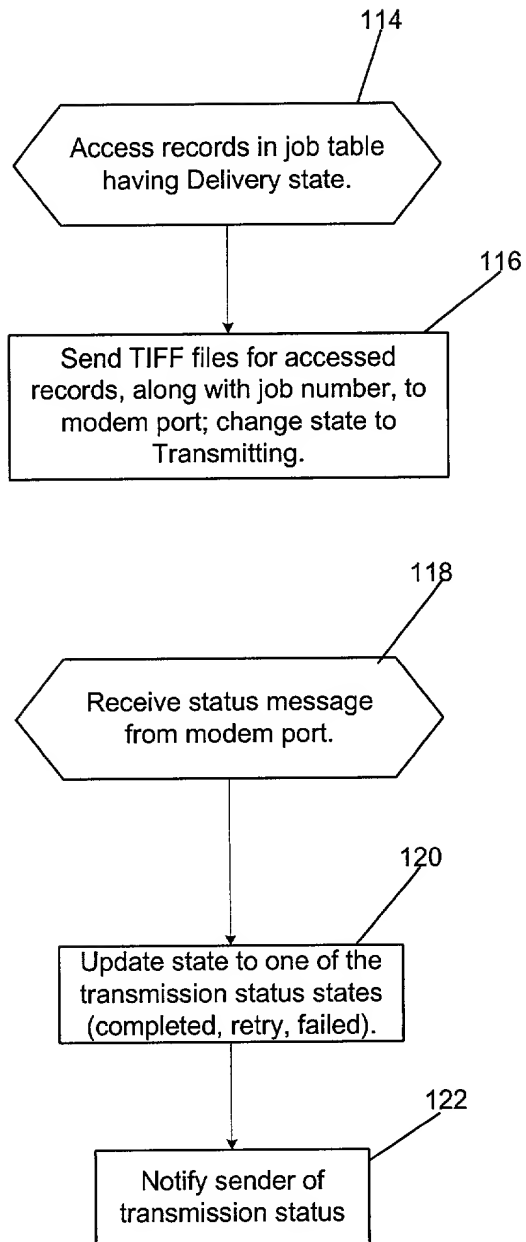 114
Access records in job table
having Delivery state.
116
Send TIFF files for accessed
records, along with job number, to
modem port; change state to
Transmitting.
118
Receive status message
from modem port.
120
Update state to one of the
transmission status states
(completed, retry, failed).
122
Notify sender of
transmission status